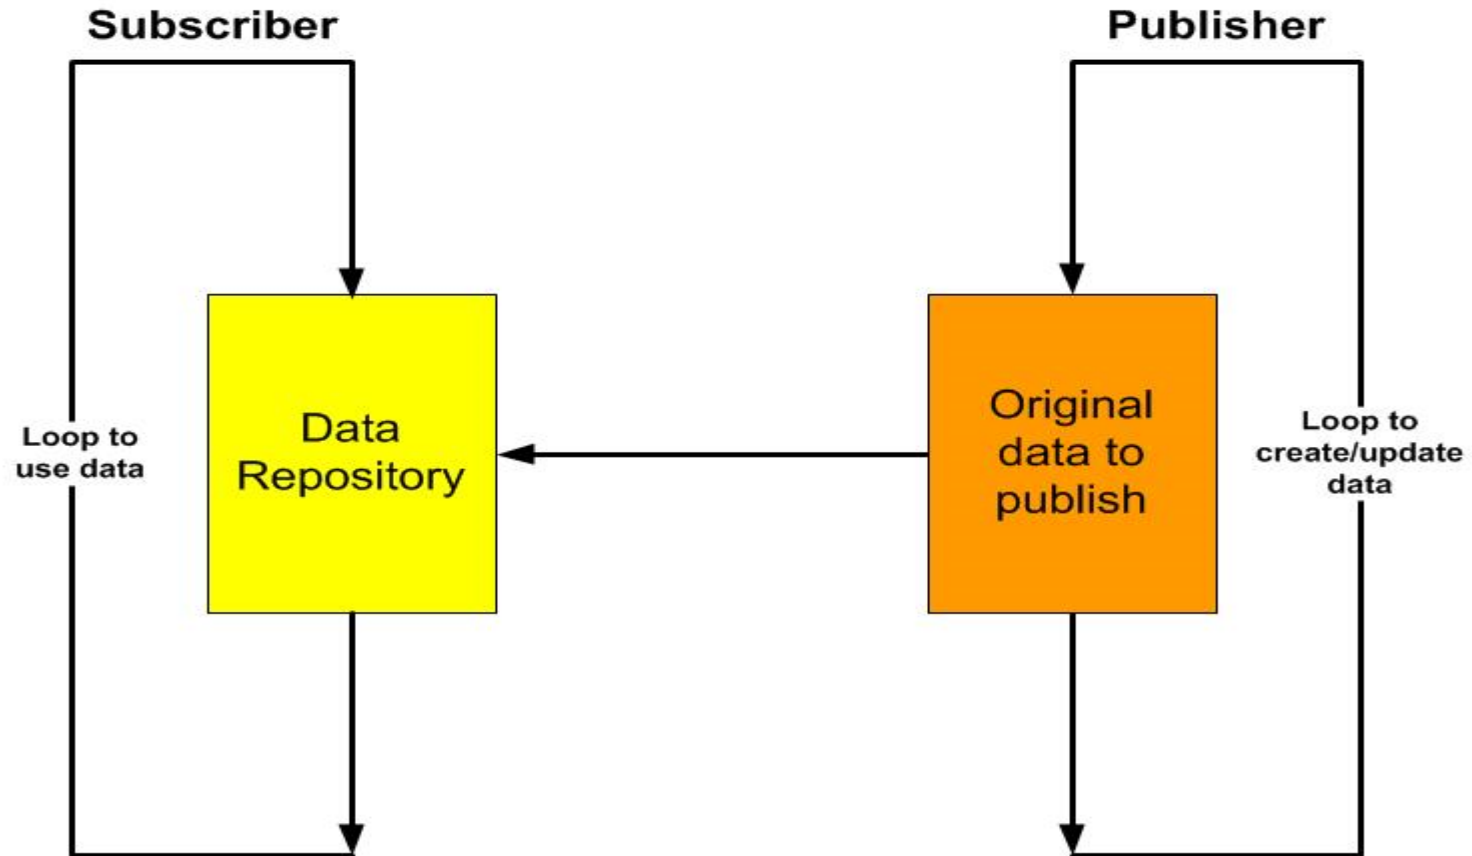 Subscriber
Publisher
Loop to
use data
Data
Repository
Original
data to
publish
Loop to
create/update
data